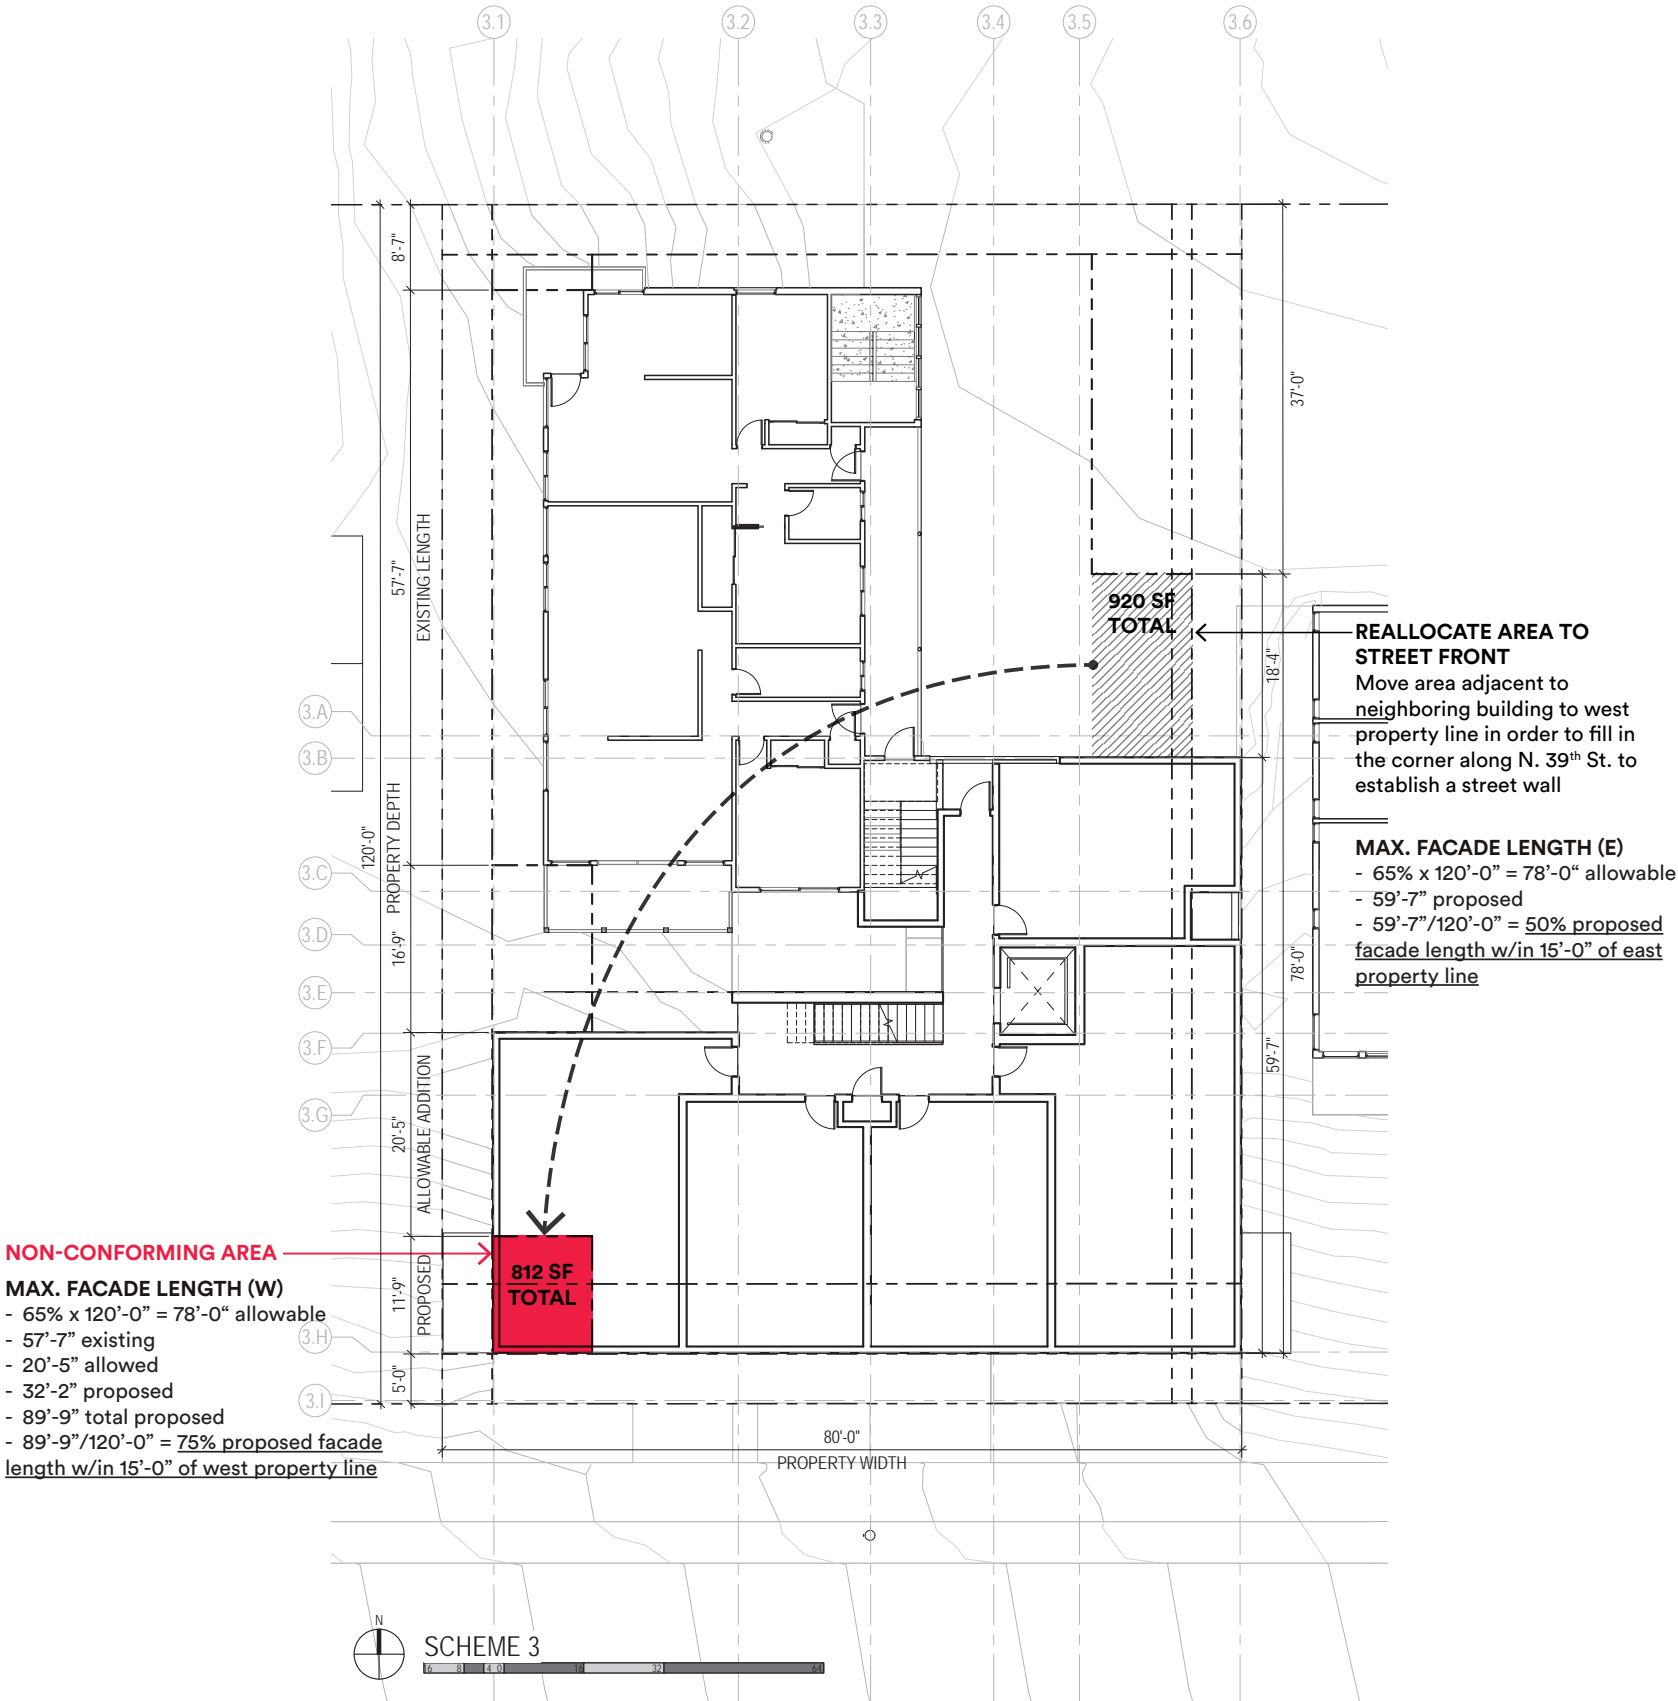 3.1
3.2
3.3
3.4
3.5
3.6
8'-7"
57'-7"
EXISTING LENGTH
120'-0"
PROPERTY DEPTH
16'-9"
20'-5"
ALLOWABLE ADDITION
11'-9"
PROPOSED
5'-0"
37'-0"
18'-4"
78'-0"
59'-7"
3.A
3.B
3.C
3.D
3.E
3.F
3.G
3.H
3.I
920 SF
TOTAL
REALLOCATE AREA TO
STREET FRONT
Move area adjacent to
neighboring building to west
property line in order to fill in
the corner along N. 39th St. to
establish a street wall
MAX. FACADE LENGTH (E)
- 65% x 120’-0” = 78’-0“ allowable
- 59’-7” proposed
- 59’-7”/120’-0” = 50% proposed
facade length w/in 15’-0” of east
property line
NON-CONFORMING AREA
MAX. FACADE LENGTH (W)
- 65% x 120’-0” = 78’-0“ allowable
- 57’-7” existing
- 20’-5” allowed
- 32’-2” proposed
- 89’-9” total proposed
- 89’-9”/120’-0” = 75% proposed facade
length w/in 15’-0” of west property line
812 SF
TOTAL
80'-0"
PROPERTY WIDTH
N
SCHEME 3
16 8 4 0 16 32 64